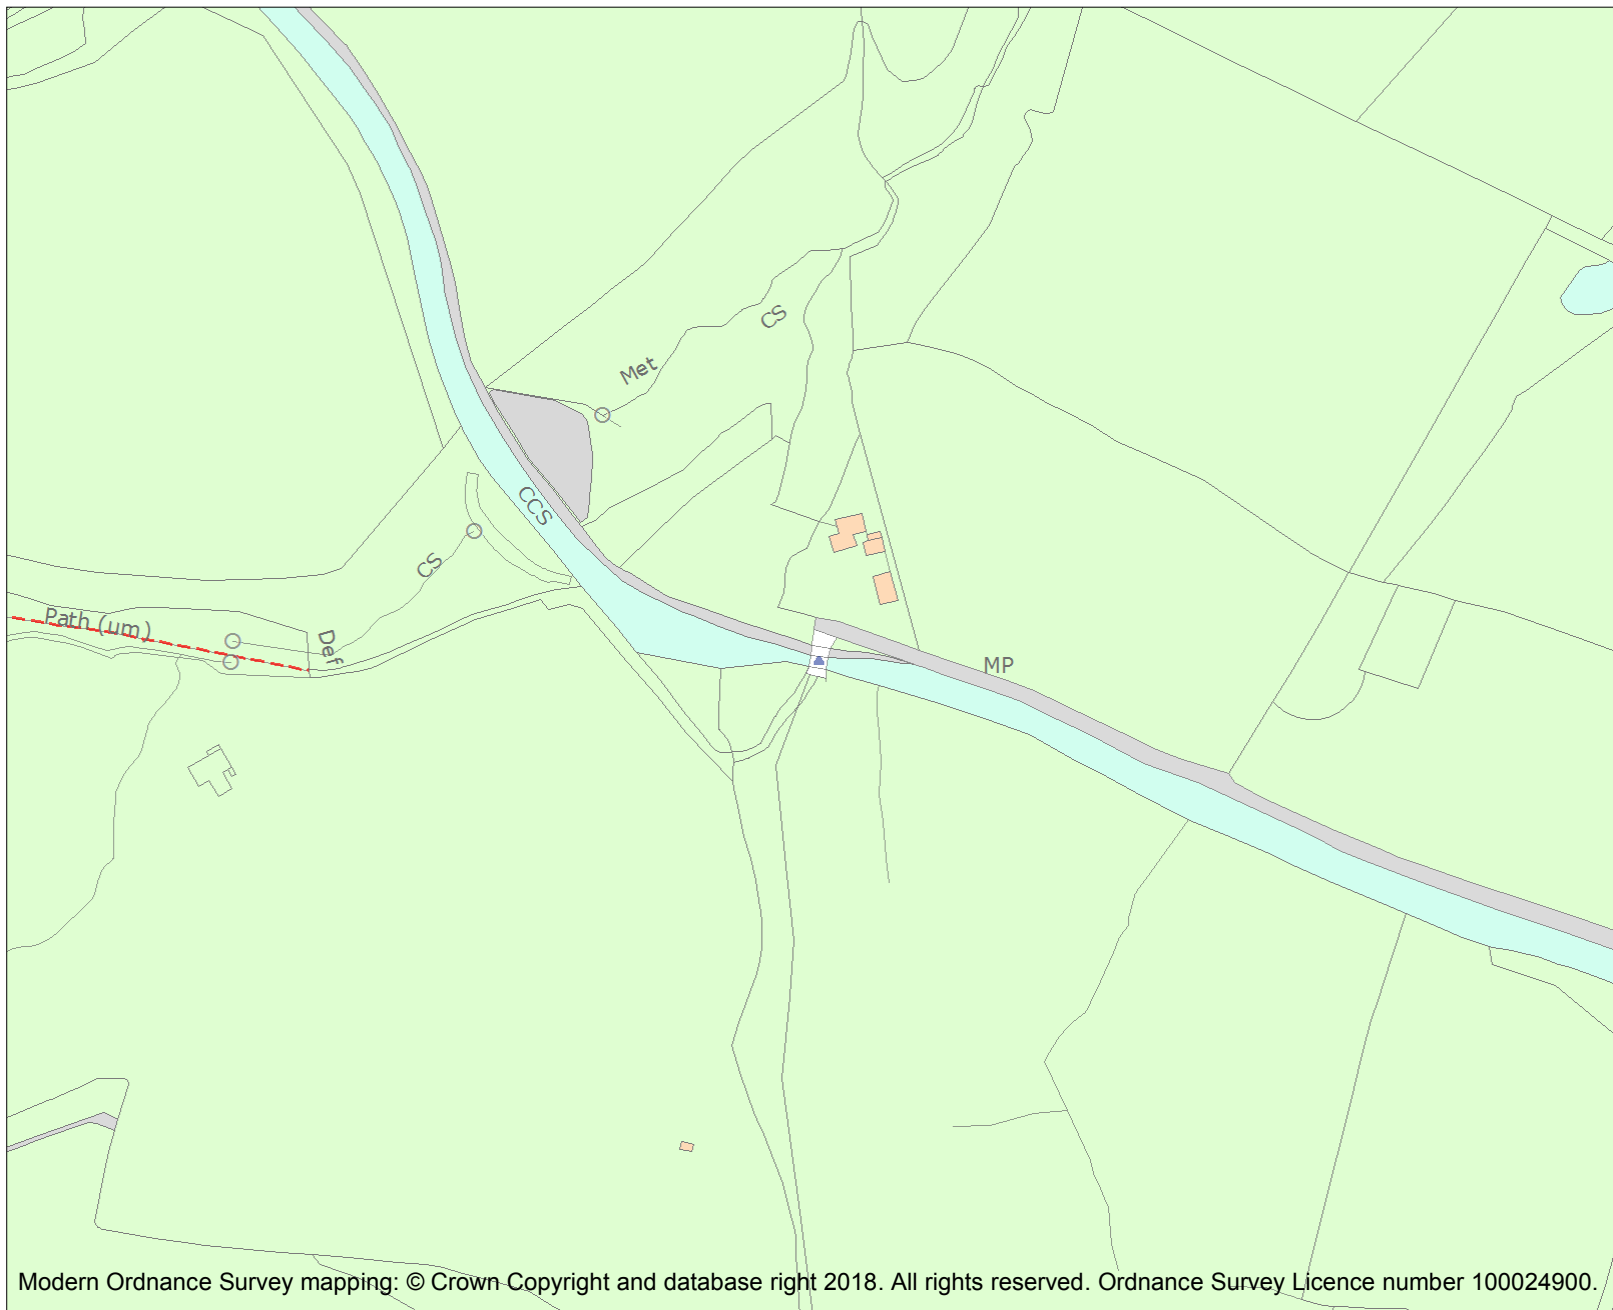 CS
Met
CCS
CS
Path (um)
Def
MP
Modern Ordnance Survey mapping: © Crown Copyright and database right 2018. All rights reserved. Ordnance Survey Licence number 100024900.